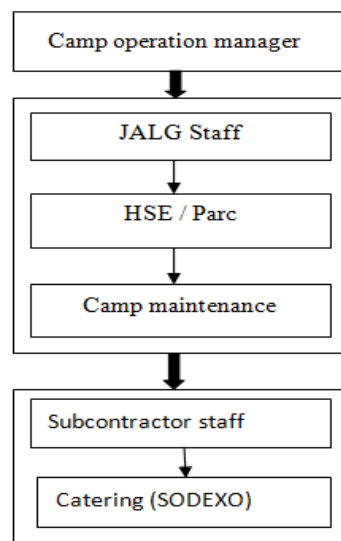 Camp operation manager
JALG Staff
HSE / Parc
Camp maintenance
Subcontractor staff
Catering (SODEXO)